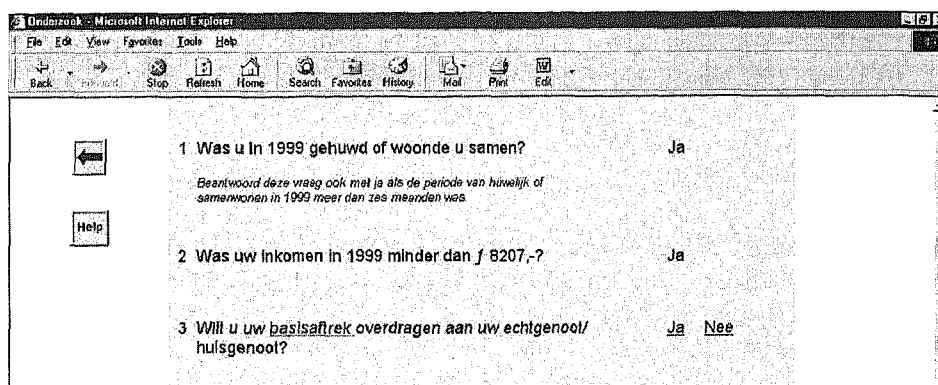 Onderzoek - Microsoft Internet Explorer
File Edit View Favorites Tools Help
Back Forward Stop Refresh Home Search Favorites History Mail Print Edit
1 Was u in 1999 gehuwd of woonde u samen? Ja
Beantwoord deze vraag ook met ja als de periode van huwelijk of
samenwonen in 1999 meer dan zes maanden was.
Help
2 Was uw inkomen in 1999 minder dan ƒ 8207,-? Ja
3 Wilt u uw basisaftrek overdragen aan uw echtgenoot/ Ja Nee
huisgenoot?